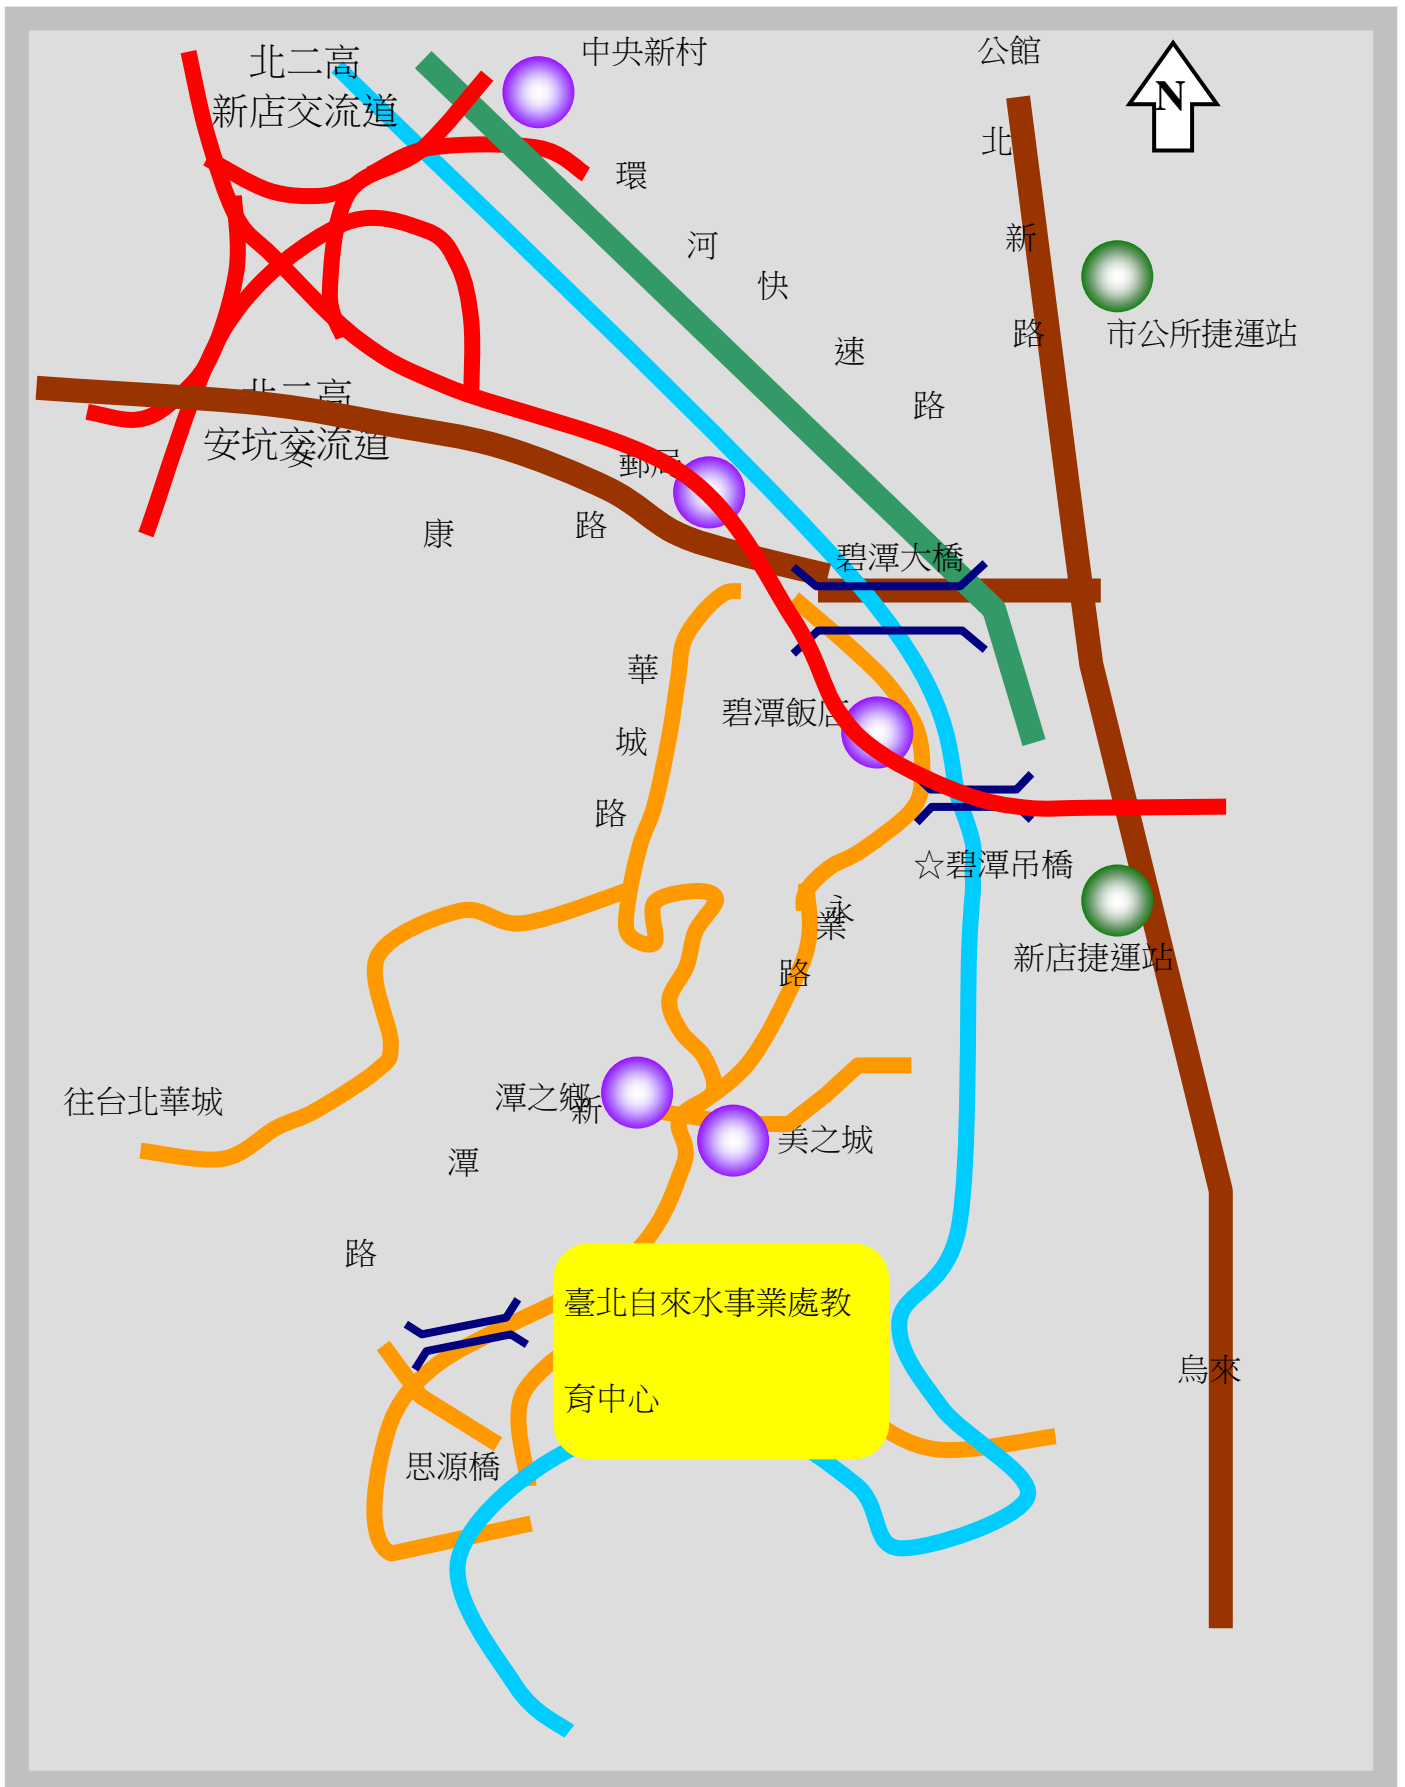 北二高
新店交流道
中央新村
公館
N
環河快速路
北新路
市公所捷運站
北二高
安坑交流道
安康路
郵局
碧潭大橋
華城路
碧潭飯店
☆碧潭吊橋
永業路
新店捷運站
往台北華城
潭之鄉
美之城
新潭路
臺北自來水事業處教
育中心
思源橋
烏來